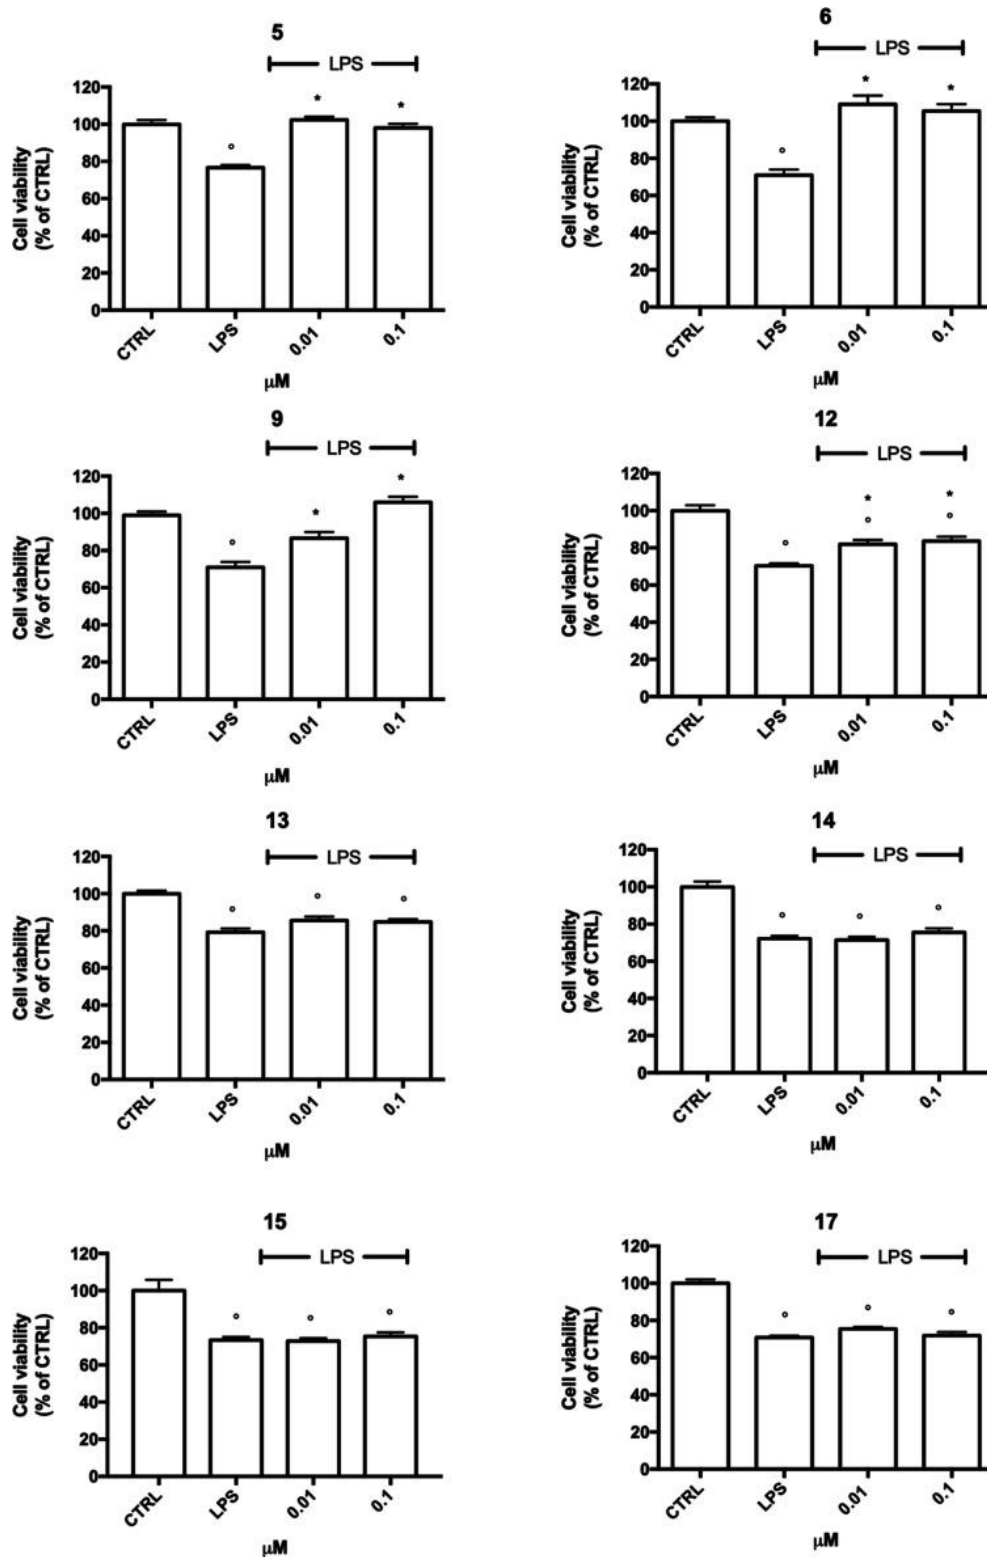 5
LPS
120
100
80
60
40
20
0
Cell viability
(% of CTRL)
* 
*
°
CTRL
LPS
0.01
0.1
μM
6
LPS
120
100
80
60
40
20
0
Cell viability
(% of CTRL)
*
*
°
CTRL
LPS
0.01
0.1
μM
9
LPS
120
100
80
60
40
20
0
Cell viability
(% of CTRL)
*
*
°
CTRL
LPS
0.01
0.1
μM
12
LPS
120
100
80
60
40
20
0
Cell viability
(% of CTRL)
* *
° ° °
CTRL
LPS
0.01
0.1
μM
13
LPS
120
100
80
60
40
20
0
Cell viability
(% of CTRL)
° ° °
CTRL
LPS
0.01
0.1
μM
14
LPS
120
100
80
60
40
20
0
Cell viability
(% of CTRL)
° ° °
CTRL
LPS
0.01
0.1
μM
15
LPS
120
100
80
60
40
20
0
Cell viability
(% of CTRL)
° ° °
CTRL
LPS
0.01
0.1
μM
17
LPS
120
100
80
60
40
20
0
Cell viability
(% of CTRL)
° ° °
CTRL
LPS
0.01
0.1
μM